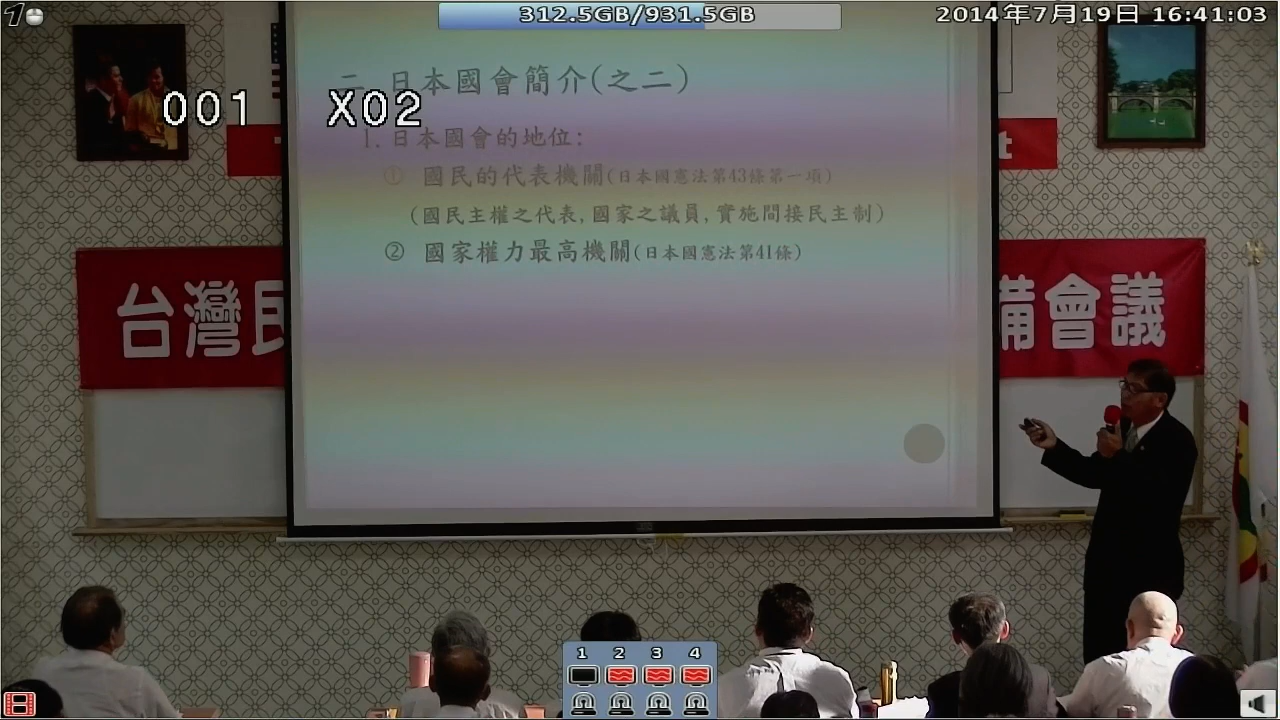 312.5GB/931.5GB
2014年7月19日 16:41:03
001 X02
二、日本國會簡介(之二)
1. 日本國會的地位:
① 國民的代表機關(日本國憲法第43條第一項)
(國民主權之代表,國家之議員,實施間接民主制)
② 國家權力最高機關(日本國憲法第41條)
t
台灣民
備會議
1 2 3 4